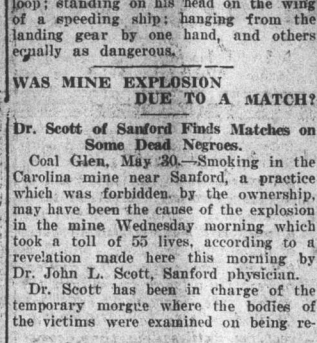 loop; standing on his head on the wing
of a speeding ship; hanging from the
landing gear by one hand, and others
equally as dangerous.
WAS MINE EXPLOSION
DUE TO A MATCH?
Dr. Scott of Sanford Finds Matches on
Some Dead Negroes.
Coal Glen, May 30.—Smoking in the
Carolina mine near Sanford, a practice
which was forbidden by the ownership,
may have been the cause of the explosion
in the mine Wednesday morning which
took a toll of 55 lives, according to a
revelation made here this morning by
Dr. John L. Scott, Sanford physician.
Dr. Scott has been in charge of the
temporary morgue where the bodies of
the victims were examined on being re-